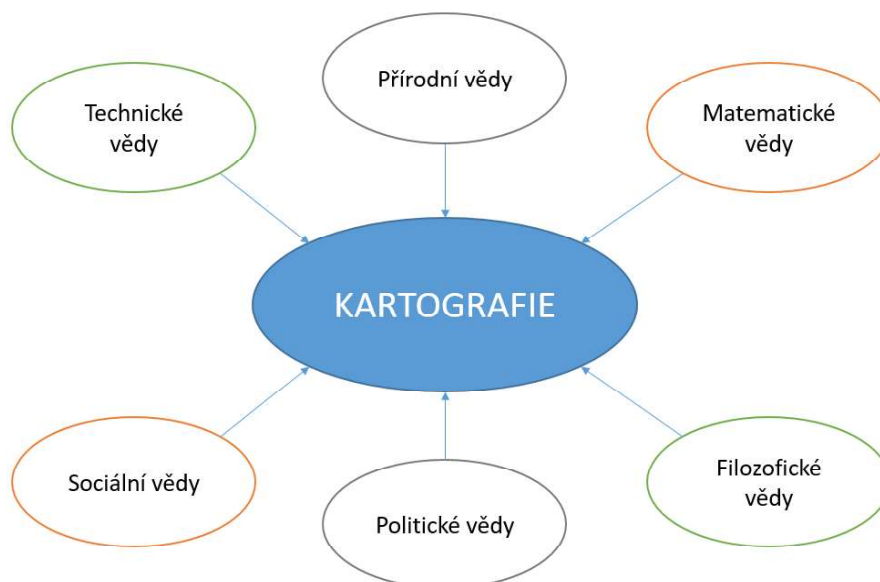 Přírodní vědy
Technické
vědy
Matematické
vědy
KARTOGRAFIE
Sociální vědy
Politické vědy
Filozofické
vědy